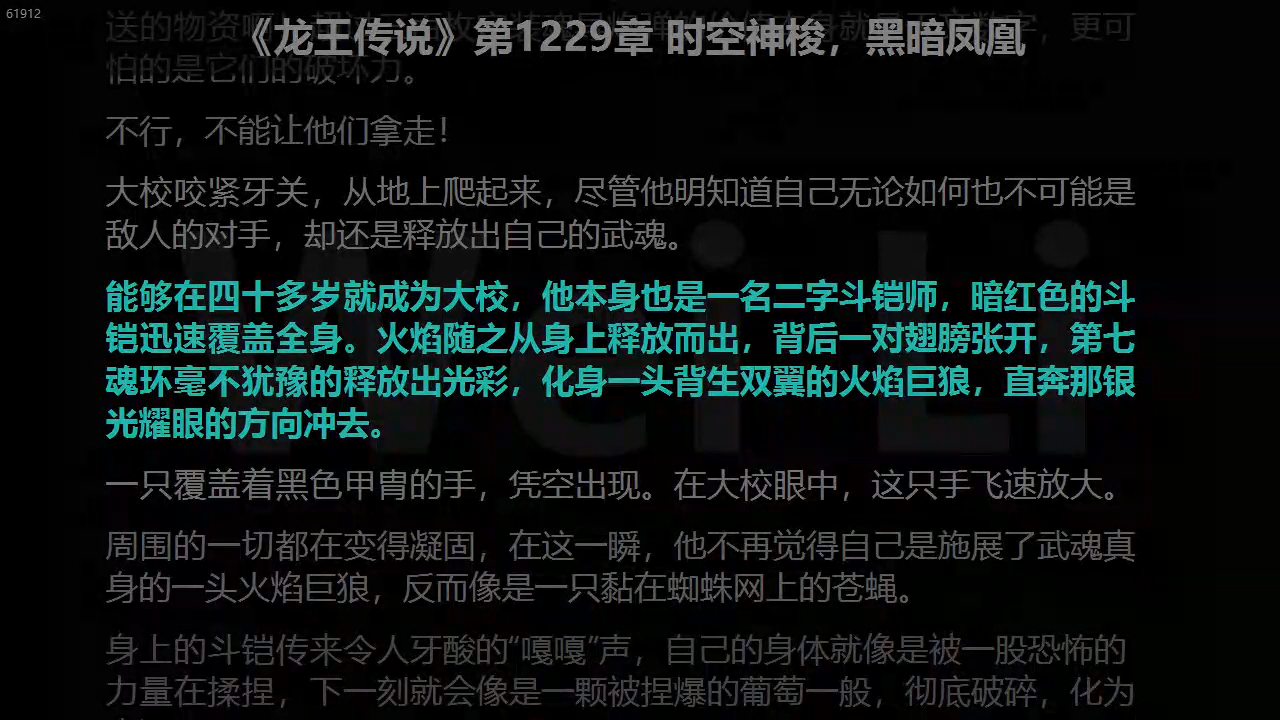 61912
《龙王传说》第1229章 时空神梭，黑暗凤凰
怕的是它们的破坏力。
不行，不能让他们拿走！
大校咬紧牙关，从地上爬起来，尽管他明知道自己无论如何也不可能是
敌人的对手，却还是释放出自己的武魂。
能够在四十多岁就成为大校，他本身也是一名二字斗铠师，暗红色的斗
铠迅速覆盖全身。火焰随之从身上释放而出，背后一对翅膀张开，第七
魂环毫不犹豫的释放出光彩，化身一头背生双翼的火焰巨狼，直奔那银
光耀眼的方向冲去。
一只覆盖着黑色甲胄的手，凭空出现。在大校眼中，这只手飞速放大。
周围的一切都在变得凝固，在这一瞬，他不再觉得自己是施展了武魂真
身的一头火焰巨狼，反而像是一只黏在蜘蛛网上的苍蝇。
身上的斗铠传来令人牙酸的“嘎嘎”声，自己的身体就像是被一股恐怖的
力量在揉捏，下一刻就会像是一颗被捏爆的葡萄一般，彻底破碎，化为
Wei Li